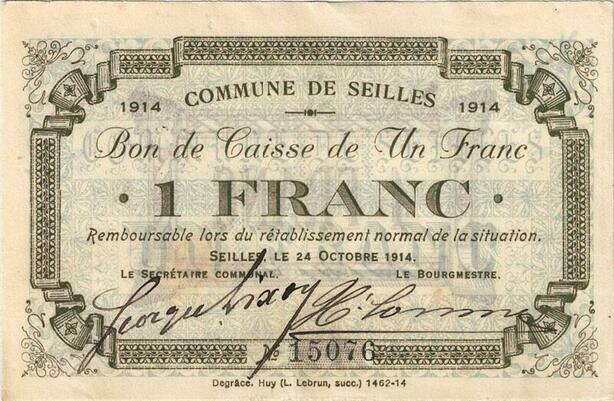 COMMUNE DE SEILLES
1914 1914
Bon de Caisse de Un Franc
· 1 FRANC ·
Remboursable lors du rétablissement normal de la situation.
SEILLES, LE 24 OCTOBRE 1914.
LE SECRÉTAIRE COMMUNAL. LE BOURGMESTRE.
Georges
No 15076
Degrâce. Huy (L. Lebrun, succ.) 1462-14